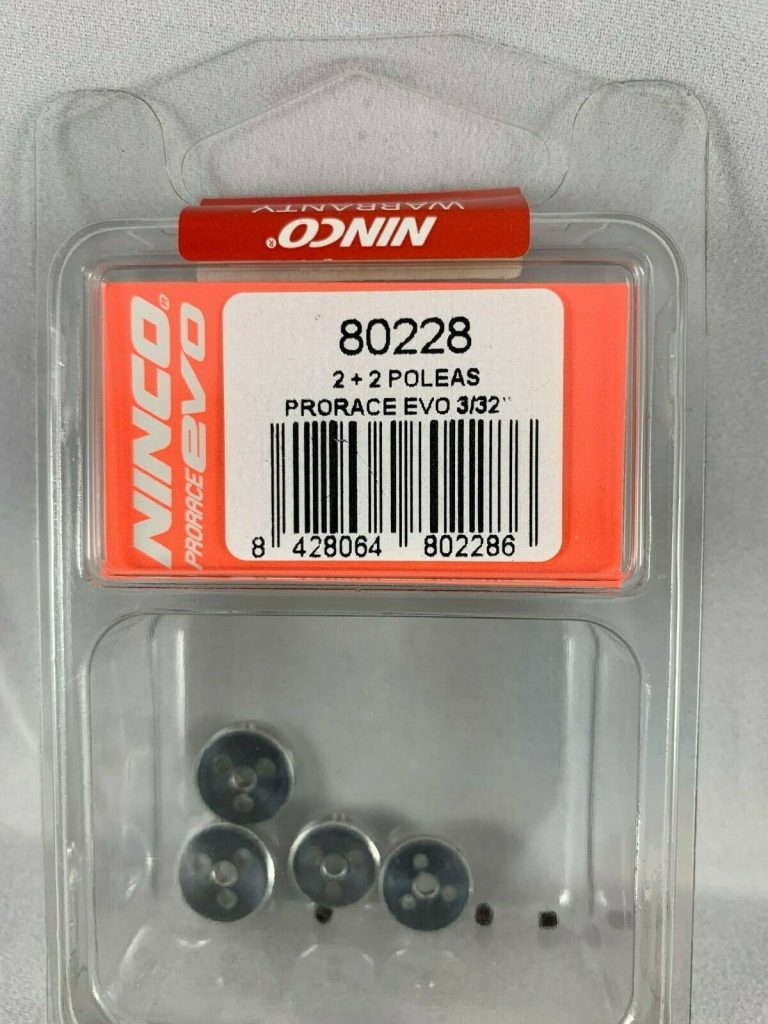 WARRANTY
NINCO®
NINCO®
PRORACE evo
80228
2 + 2 POLEAS
PRORACE EVO 3/32"
8 428064 802286